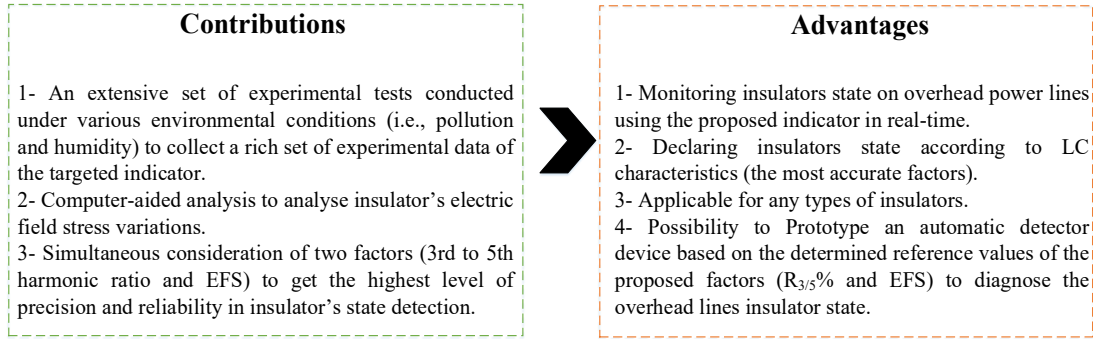 Contributions
1- An extensive set of experimental tests conducted
under various environmental conditions (i.e., pollution
and humidity) to collect a rich set of experimental data of
the targeted indicator.
2- Computer-aided analysis to analyse insulator's electric
field stress variations.
3- Simultaneous consideration of two factors (3rd to 5th
harmonic ratio and EFS) to get the highest level of
precision and reliability in insulator's state detection.
Advantages
1- Monitoring insulators state on overhead power lines
using the proposed indicator in real-time.
2- Declaring insulators state according to LC
characteristics (the most accurate factors).
3- Applicable for any types of insulators.
4- Possibility to Prototype an automatic detector
device based on the determined reference values of
the proposed factors (R3/5% and EFS) to diagnose the
overhead lines insulator state.